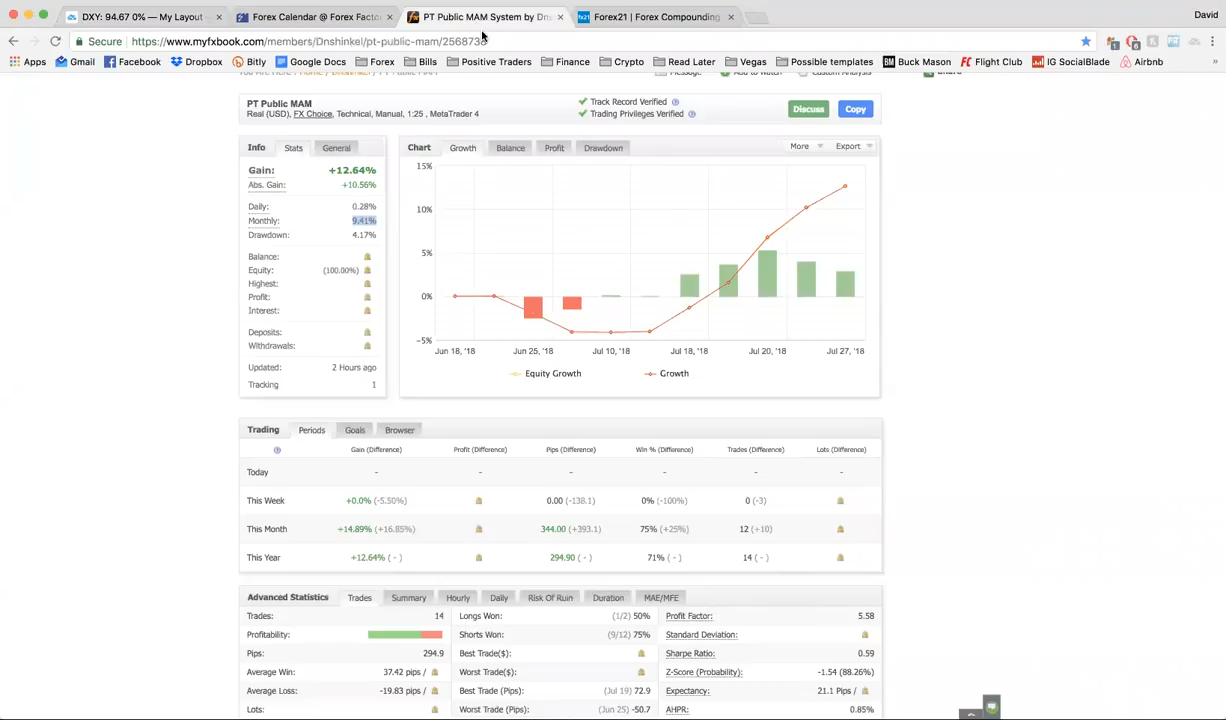 DXY: 94.67 0% — My Layout
Forex Calendar @ Forex Facto
PT Public MAM System by Dns
Forex21 | Forex Compounding
David
Secure
https://www.myfxbook.com/members/Dnshinkel/pt-public-mam/2568738
Apps
Gmail
Facebook
Dropbox
Bitly
Google Docs
Forex
Bills
Positive Traders
Finance
Crypto
Read Later
Vegas
Possible templates
Buck Mason
Flight Club
IG SocialBlade
Airbnb
PT Public MAM
Real (USD), FX Choice, Technical, Manual, 1:25 , MetaTrader 4
Track Record Verified
Trading Privileges Verified
Discuss
Copy
Info
Stats
General
Gain: +12.64%
Abs. Gain: +10.56%
Daily: 0.28%
Monthly: 9.41%
Drawdown: 4.17%
Balance:
Equity: (100.00%)
Highest:
Profit:
Interest:
Deposits:
Withdrawals:
Updated: 2 Hours ago
Tracking 1
Chart
Growth
Balance
Profit
Drawdown
More
Export
15%
10%
5%
0%
-5%
Jun 18, '18
Jun 25, '18
Jul 10, '18
Jul 18, '18
Jul 20, '18
Jul 27, '18
Equity Growth
Growth
Trading
Periods
Goals
Browser
Gain (Difference) Profit (Difference) Pips (Difference) Win % (Difference) Trades (Difference) Lots (Difference)
Today - - - - - -
This Week +0.0% (-5.50%) 0.00 (-138.1) 0% (-100%) 0 (-3)
This Month +14.89% (+16.85%) 344.00 (+393.1) 75% (+25%) 12 (+10)
This Year +12.64% ( - ) 294.90 ( - ) 71% ( - ) 14 ( - )
Advanced Statistics
Trades
Summary
Hourly
Daily
Risk Of Ruin
Duration
MAE/MFE
Trades: 14
Longs Won: (1/2) 50%
Profit Factor: 5.58
Profitability:
Shorts Won: (9/12) 75%
Standard Deviation:
Pips: 294.9
Best Trade($):
Sharpe Ratio: 0.59
Average Win: 37.42 pips /
Worst Trade($):
Z-Score (Probability): -1.54 (88.26%)
Average Loss: -19.83 pips /
Best Trade (Pips): (Jul 19) 72.9
Expectancy: 21.1 Pips /
Lots:
Worst Trade (Pips): (Jun 25) -50.7
AHPR: 0.85%